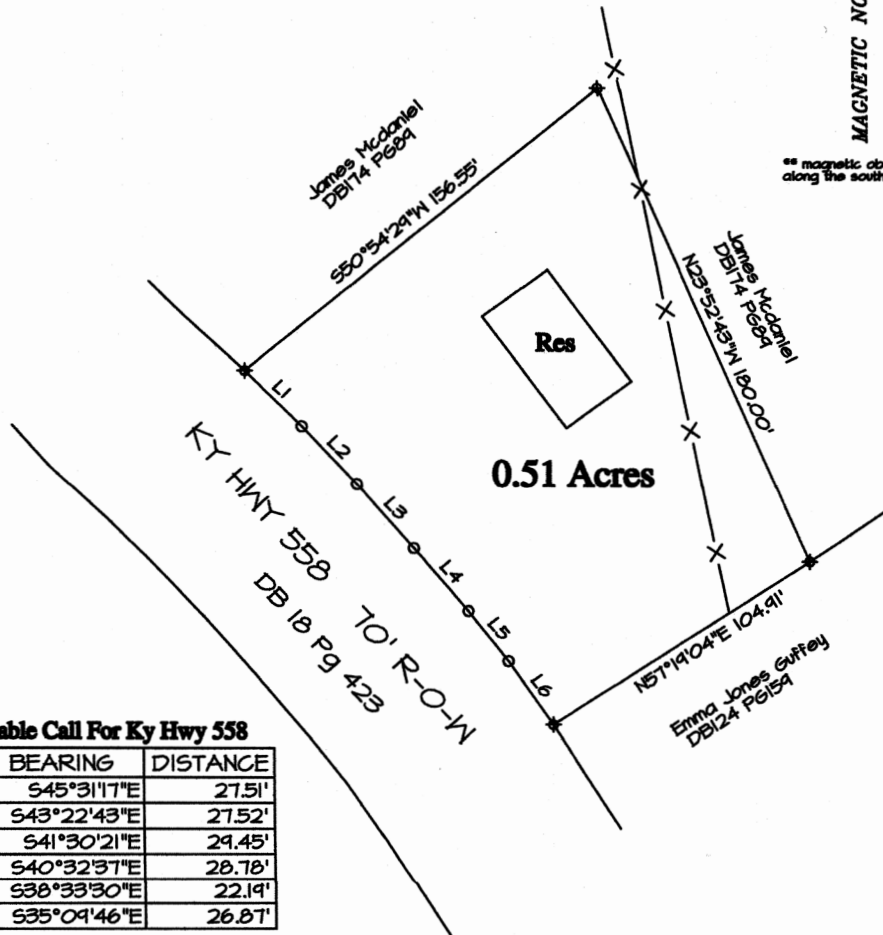 MAGNETIC
** magnetic
along the
James Mcdaniel
DB174 PG89
S50°54'29"W 156.55'
James Mcdaniel
DB174 PG89
N23°52'43"W 180.00'
Res
0.51 Acres
L1
L2
L3
L4
L5
L6
KY HWY 558 70' R-O-W
DB 18 Pg 423
N57°19'04"E 104.91'
Emma Jones Guffey
DB124 PG159
Call For Ky Hwy 558
BEARING DISTANCE
S45°31'17"E 27.51'
S43°22'43"E 27.52'
S41°30'21"E 29.45'
S40°32'37"E 28.78'
S38°33'30"E 22.19'
S35°09'46"E 26.87'